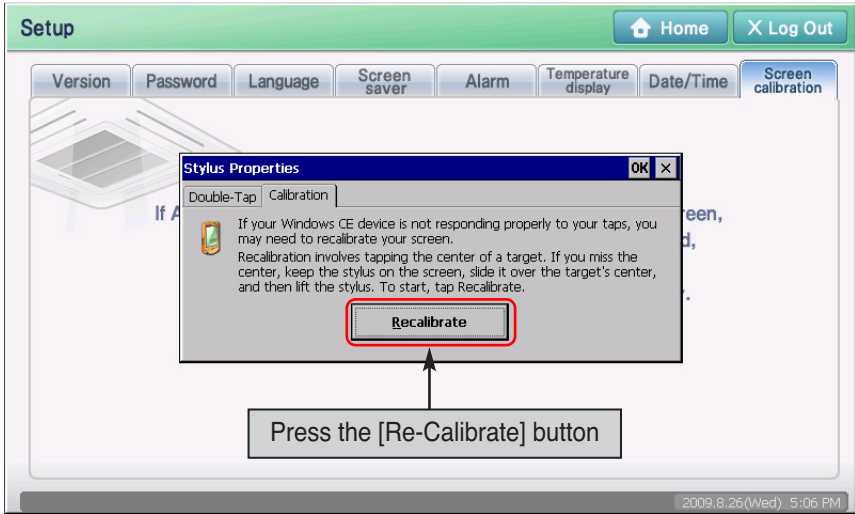 Setup
Home
X Log Out
Version
Password
Language
Screen
saver
Alarm
Temperature
display
Date/Time
Screen
calibration
Stylus Properties
OK
×
Double-Tap
Calibration
If your Windows CE device is not responding properly to your taps, you
may need to recalibrate your screen.
Recalibration involves tapping the center of a target. If you miss the
center, keep the stylus on the screen, slide it over the target's center,
and then lift the stylus. To start, tap Recalibrate.
Recalibrate
If
Press the [Re-Calibrate] button
2009.8.26(Wed) 5:06 PM